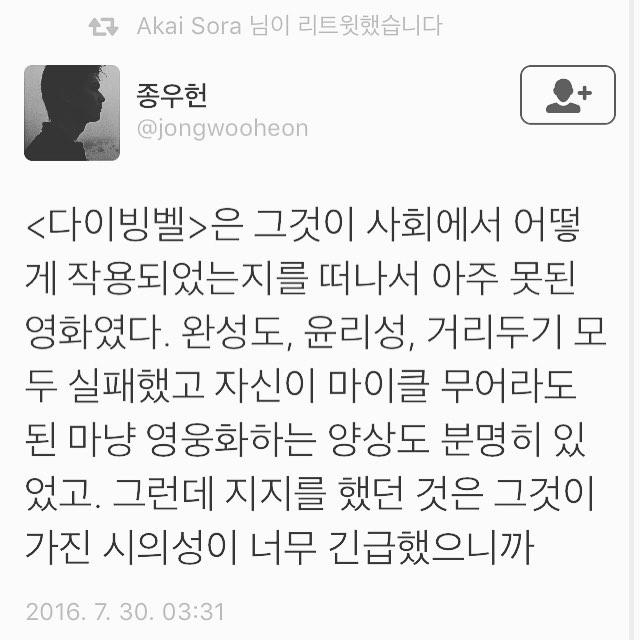 Akai Sora 님이 리트윗했습니다
종우헌
@jongwooheon
<다이빙벨>은 그것이 사회에서 어떻
게 작용되었는지를 떠나서 아주 못된
영화였다. 완성도, 윤리성, 거리두기 모
두 실패했고 자신이 마이클 무어라도
된 마냥 영웅화하는 양상도 분명히 있
었고. 그런데 지지를 했던 것은 그것이
가진 시의성이 너무 긴급했으니까
2016. 7. 30. 03:31